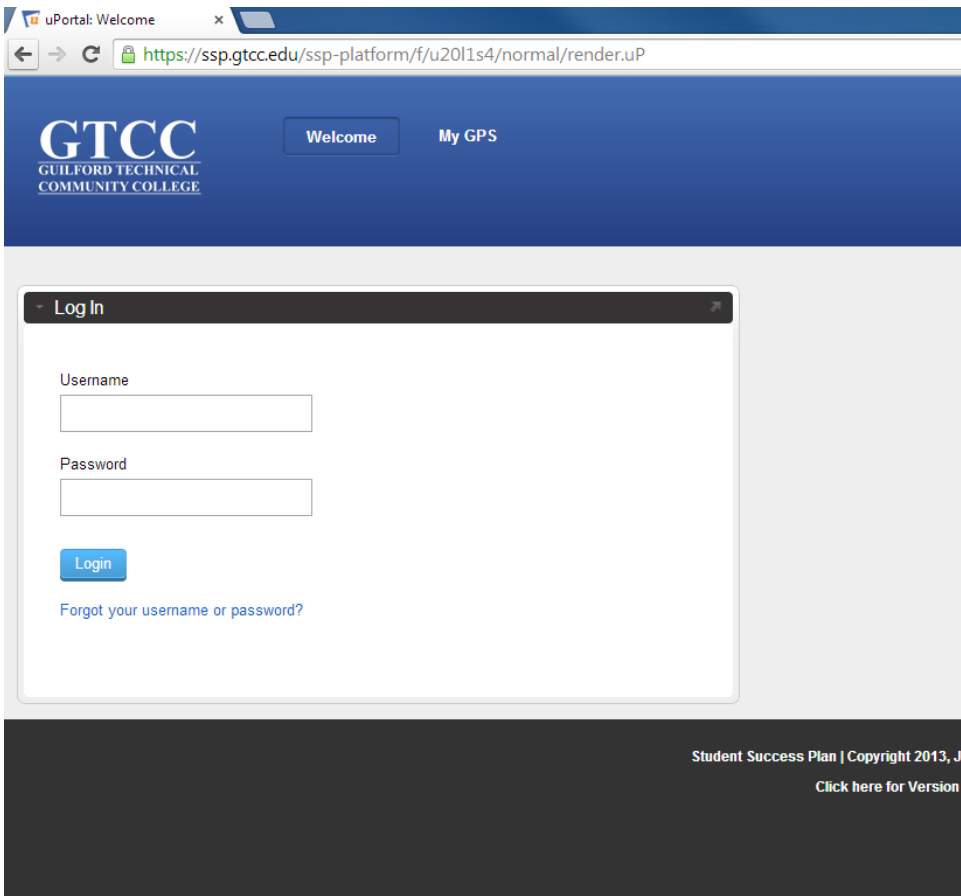 uPortal: Welcome
https://ssp.gtcc.edu/ssp-platform/f/u20l1s4/normal/render.uP
GTCC
GUILFORD TECHNICAL
COMMUNITY COLLEGE
Welcome
My GPS
Log In
Username
Password
Login
Forgot your username or password?
Student Success Plan | Copyright 2013, J
Click here for Version